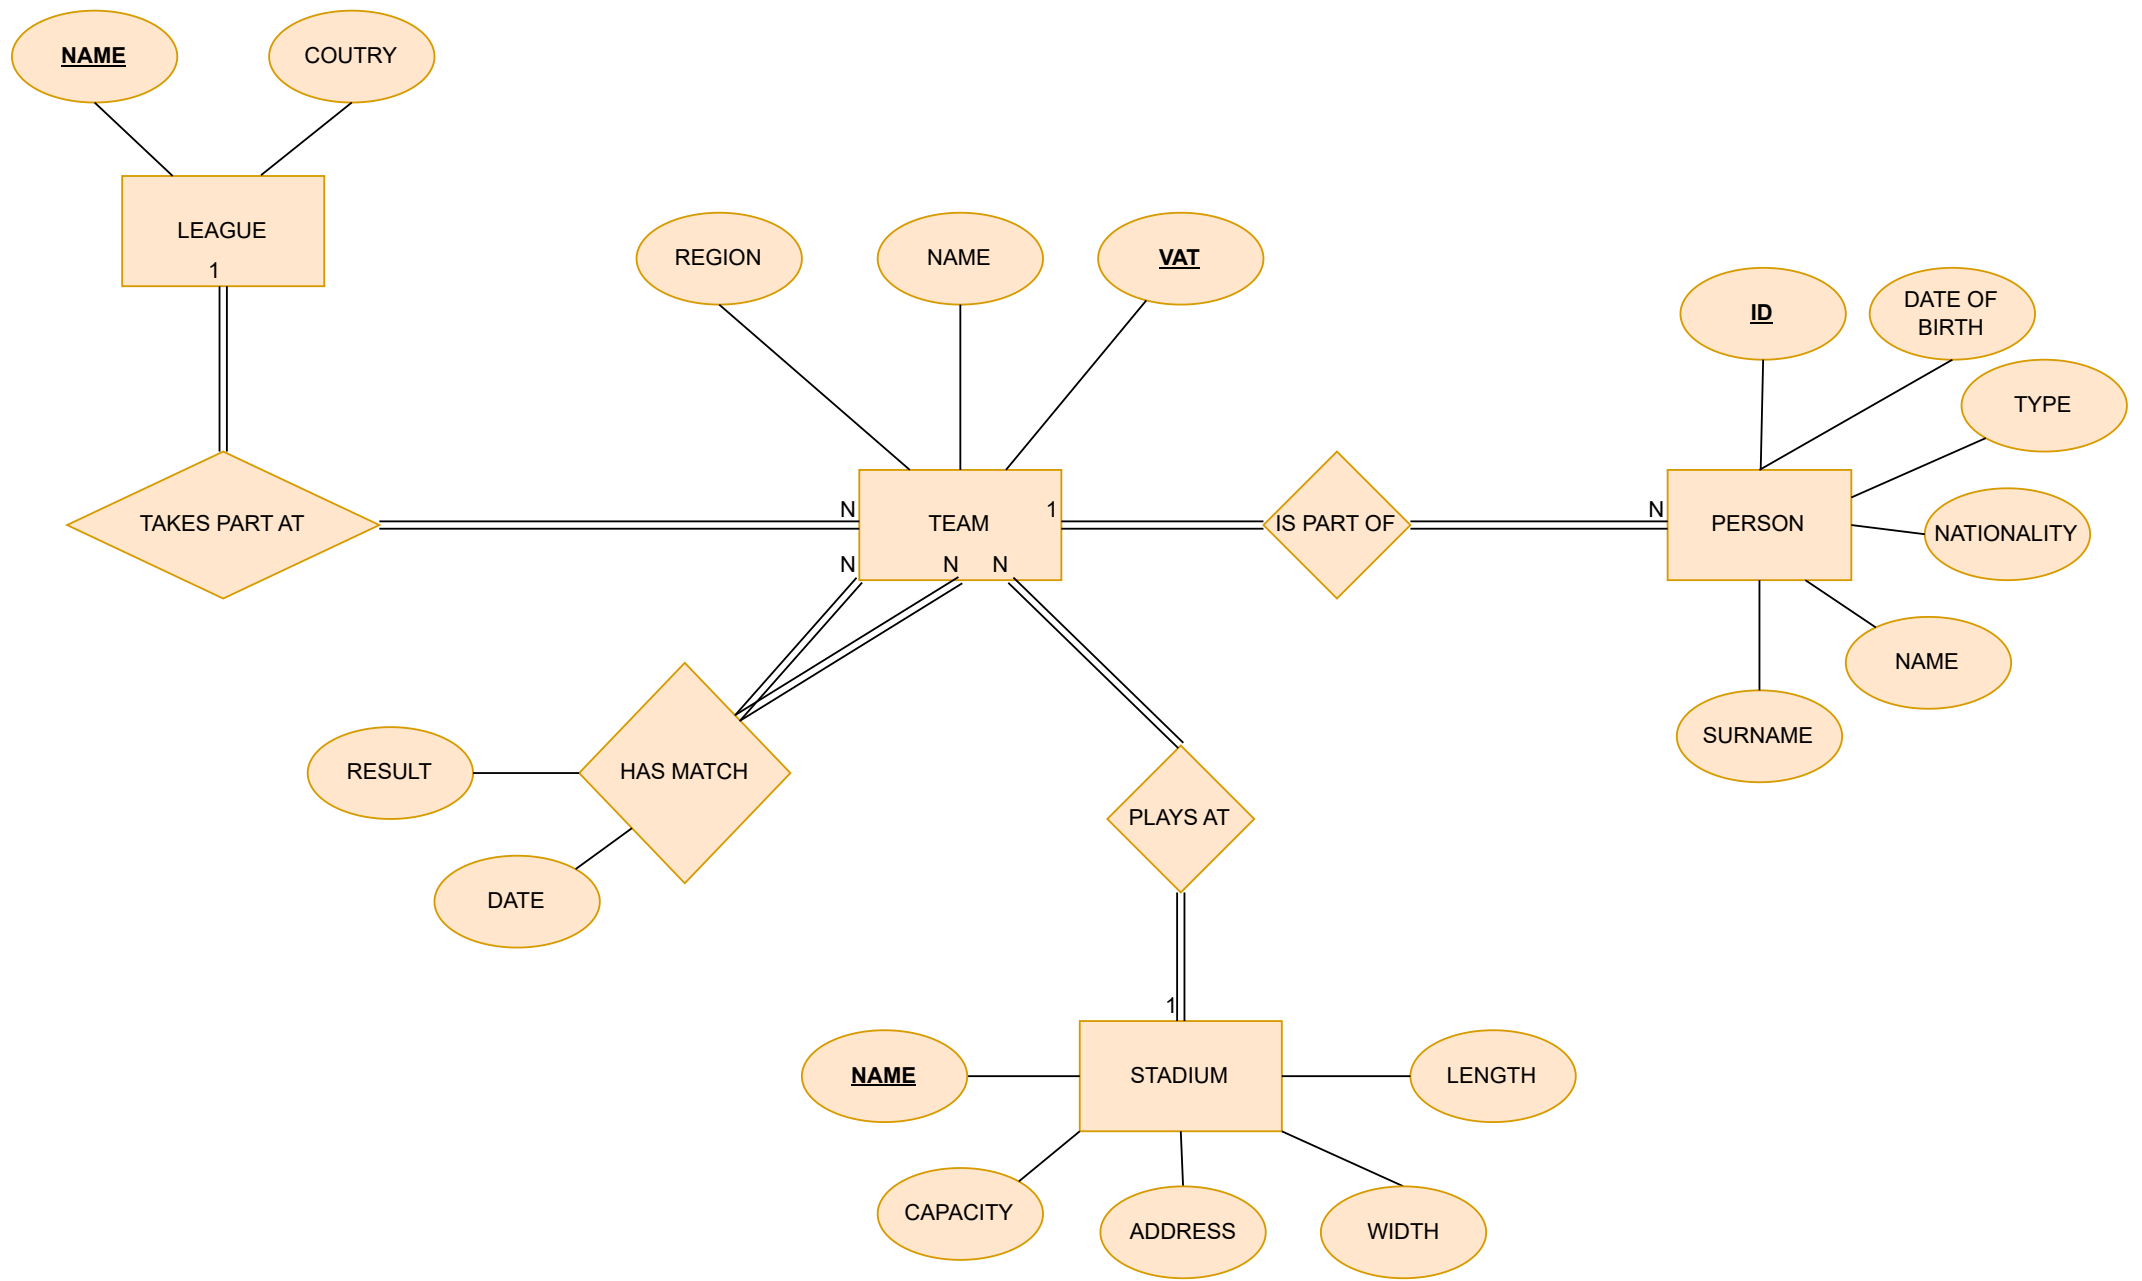 NAME
COUTRY
LEAGUE
1
REGION
NAME
VAT
ID
DATE OF
BIRTH
TYPE
TAKES PART AT
N
TEAM
1
IS PART OF
N
PERSON
NATIONALITY
N
N
N
NAME
SURNAME
RESULT
HAS MATCH
PLAYS AT
DATE
1
NAME
STADIUM
LENGTH
CAPACITY
ADDRESS
WIDTH